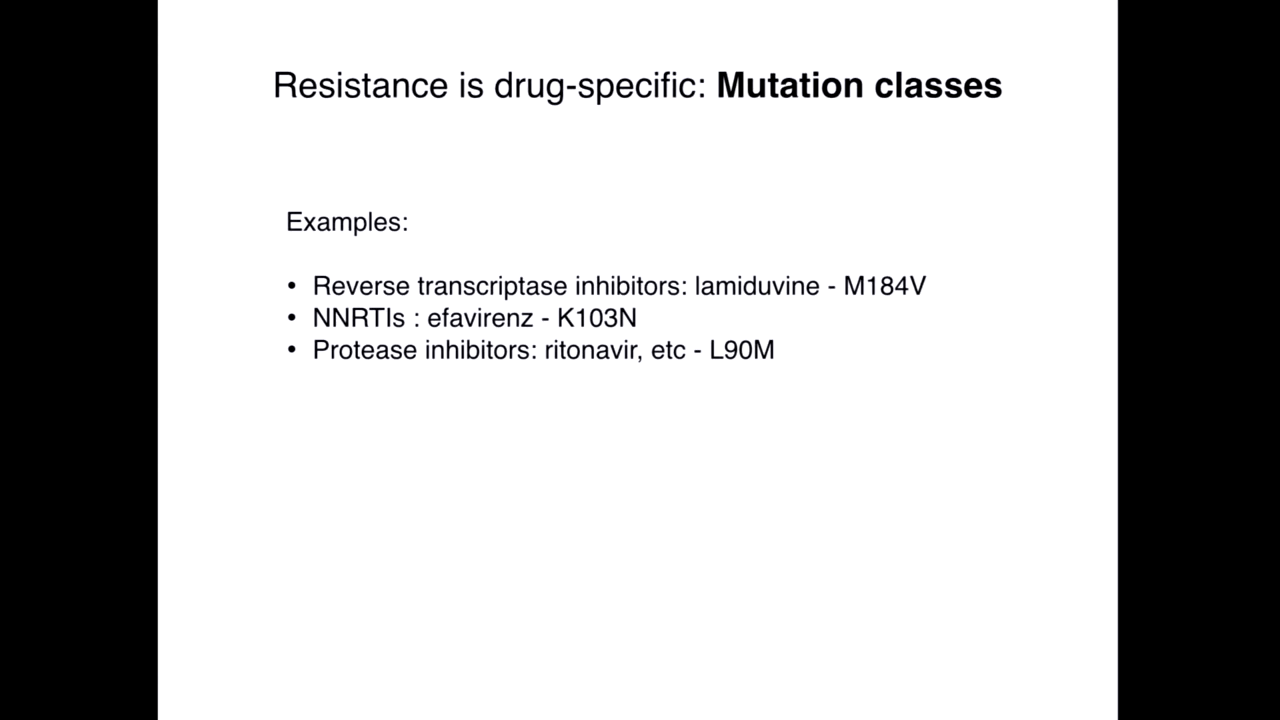 Resistance is drug-specific: Mutation classes
Examples:
• Reverse transcriptase inhibitors: lamiduvine - M184V
• NNRTIs : efavirenz - K103N
• Protease inhibitors: ritonavir, etc - L90M